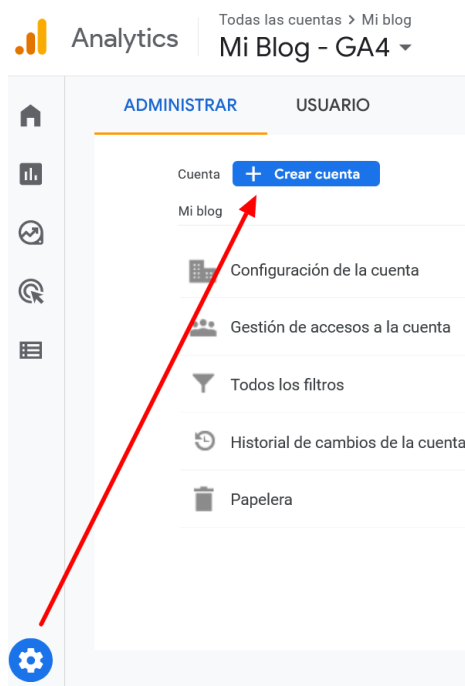 Todas las cuentas > Mi blog
Analytics
Mi Blog - GA4
ADMINISTRAR USUARIO
Cuenta + Crear cuenta
Mi blog
Configuración de la cuenta
Gestión de accesos a la cuenta
Todos los filtros
Historial de cambios de la cuenta
Papelera